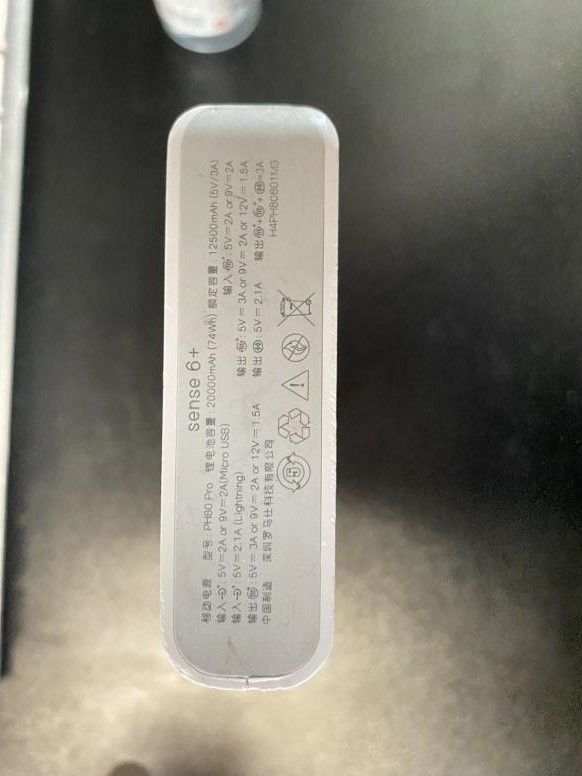 sense 6+
移动电源 型号:PH80 Pro 锂电池容量:20000mAh(74Wh) 额定容量:12500mAh(5V/3A)
输入:5V⎓2A or 9V⎓2A(Micro USB) 输入:5V⎓2A or 9V⎓2A
输入:5V⎓2.1A(Lightning) 输出:5V⎓3A or 9V⎓2A or 12V⎓1.5A
输出:5V⎓3A or 9V⎓2A or 12V⎓1.5A 输出:5V⎓2.1A 输出++=3A
中国制造 深圳罗马仕科技有限公司 H4PH80801M3
5